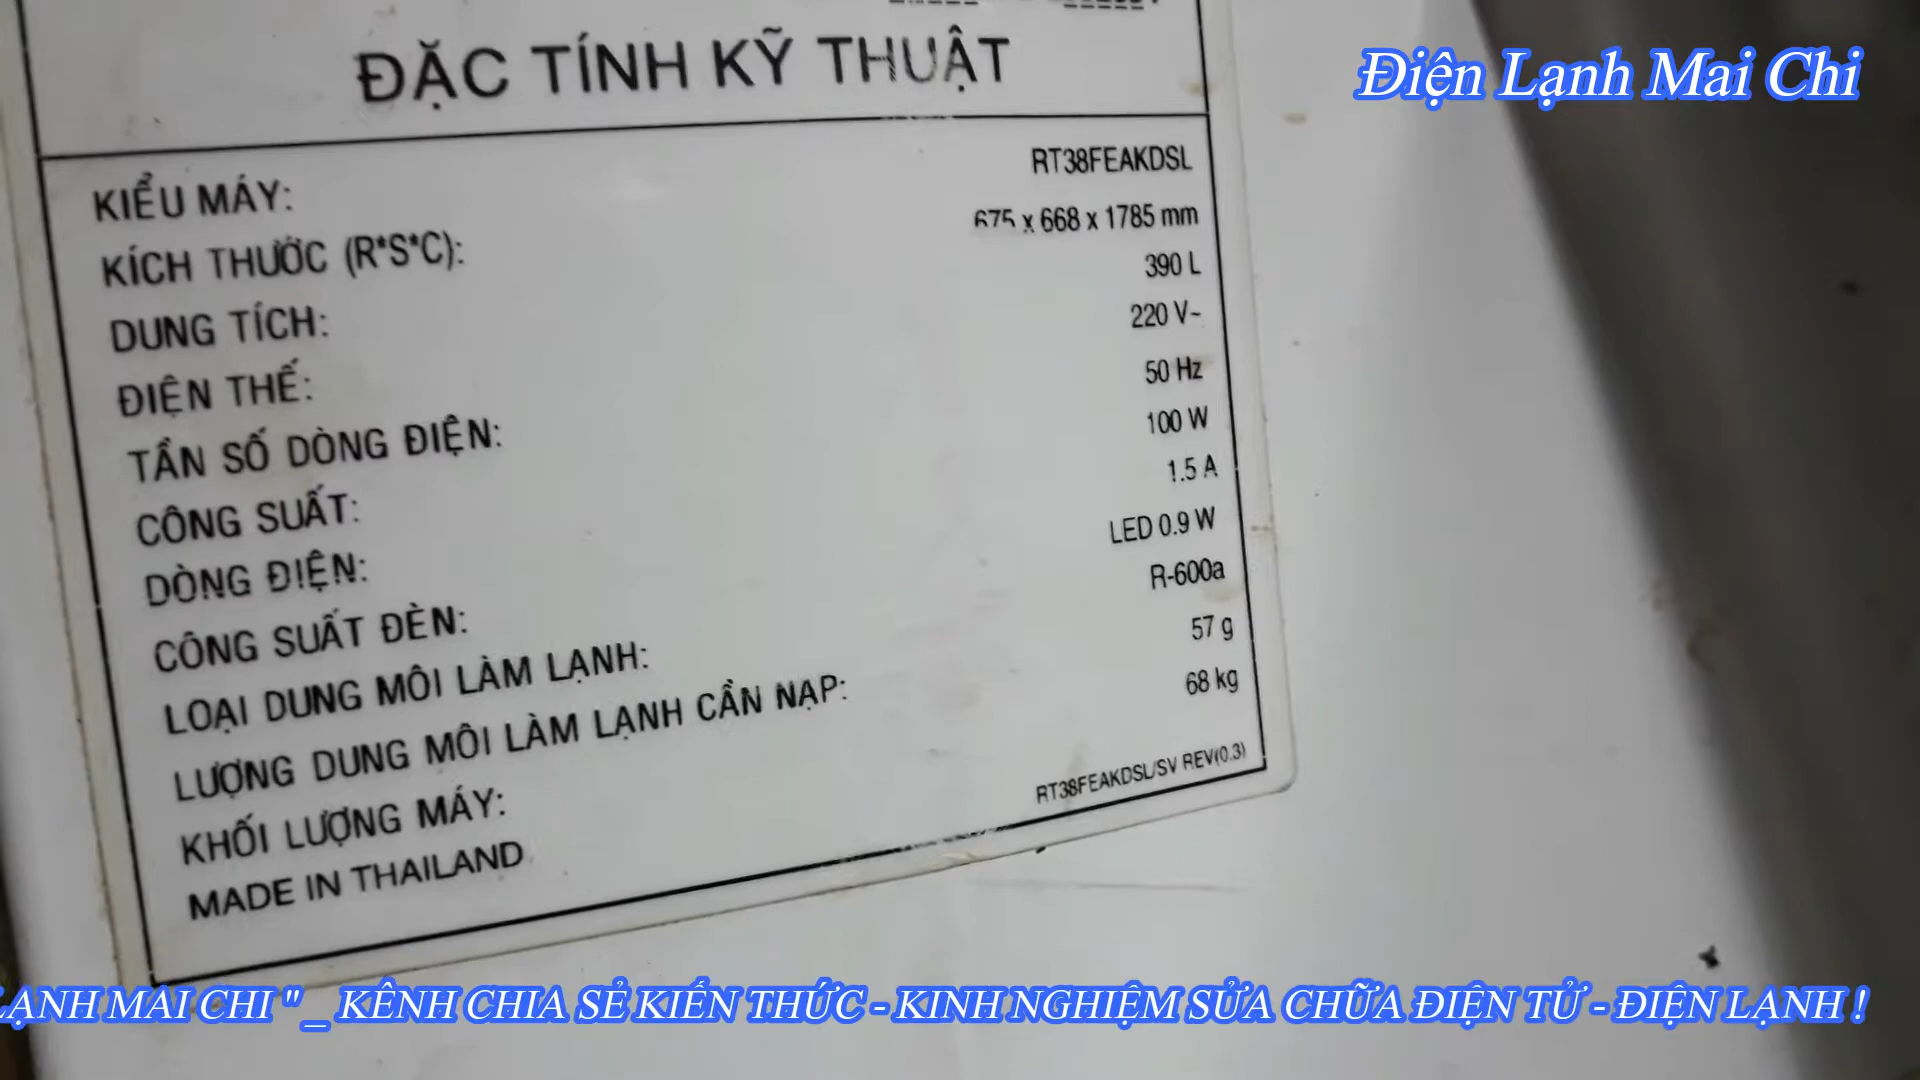 ĐẶC TÍNH KỸ THUẬT
Điện Lạnh Mai Chi
KIỂU MÁY: RT38FEAKDSL
KÍCH THƯỚC (R*S*C): 675 x 668 x 1785 mm
DUNG TÍCH: 390 L
ĐIỆN THẾ: 220 V~
TẦN SỐ DÒNG ĐIỆN: 50 Hz
CÔNG SUẤT: 100 W
DÒNG ĐIỆN: 1.5 A
CÔNG SUẤT ĐÈN: LED 0.9 W
LOẠI DUNG MÔI LÀM LẠNH: R-600a
LƯỢNG DUNG MÔI LÀM LẠNH CẦN NẠP: 57 g
KHỐI LƯỢNG MÁY: 68 kg
MADE IN THAILAND
RT38FEAKDSL/SV REV(0.3)
LẠNH MAI CHI " _ KÊNH CHIA SẺ KIẾN THỨC - KINH NGHIỆM SỬA CHỮA ĐIỆN TỬ - ĐIỆN LẠNH !